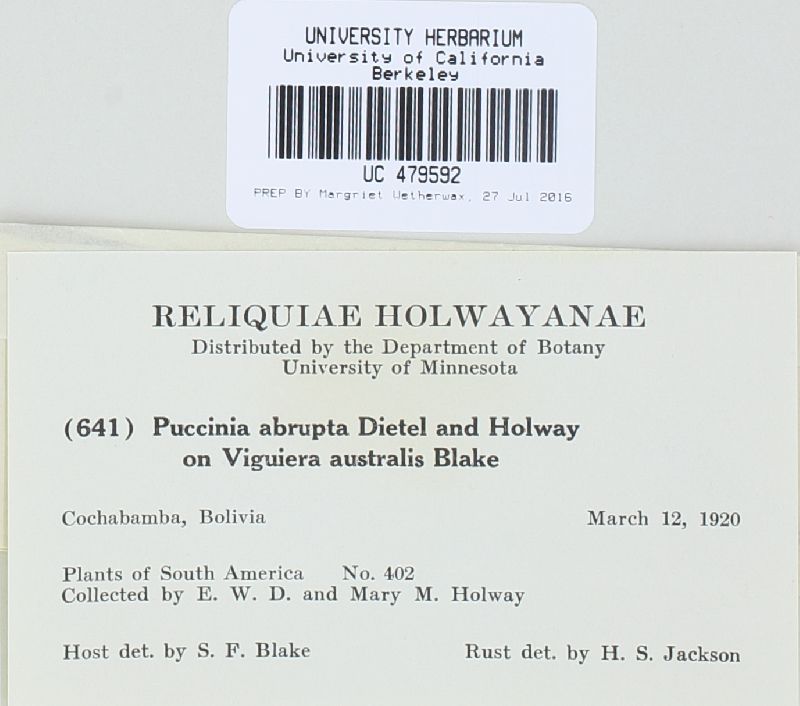 UNIVERSITY HERBARIUM
University of California
Berkeley
UC 479592
PREP BY Margriet Wetherwax, 27 Jul 2016
RELIQUIAE HOLWAYANAE
Distributed by the Department of Botany
University of Minnesota
(641) Puccinia abrupta Dietel and Holway
on Viguiera australis Blake
Cochabamba, Bolivia March 12, 1920
Plants of South America No. 402
Collected by E. W. D. and Mary M. Holway
Host det. by S. F. Blake Rust det. by H. S. Jackson